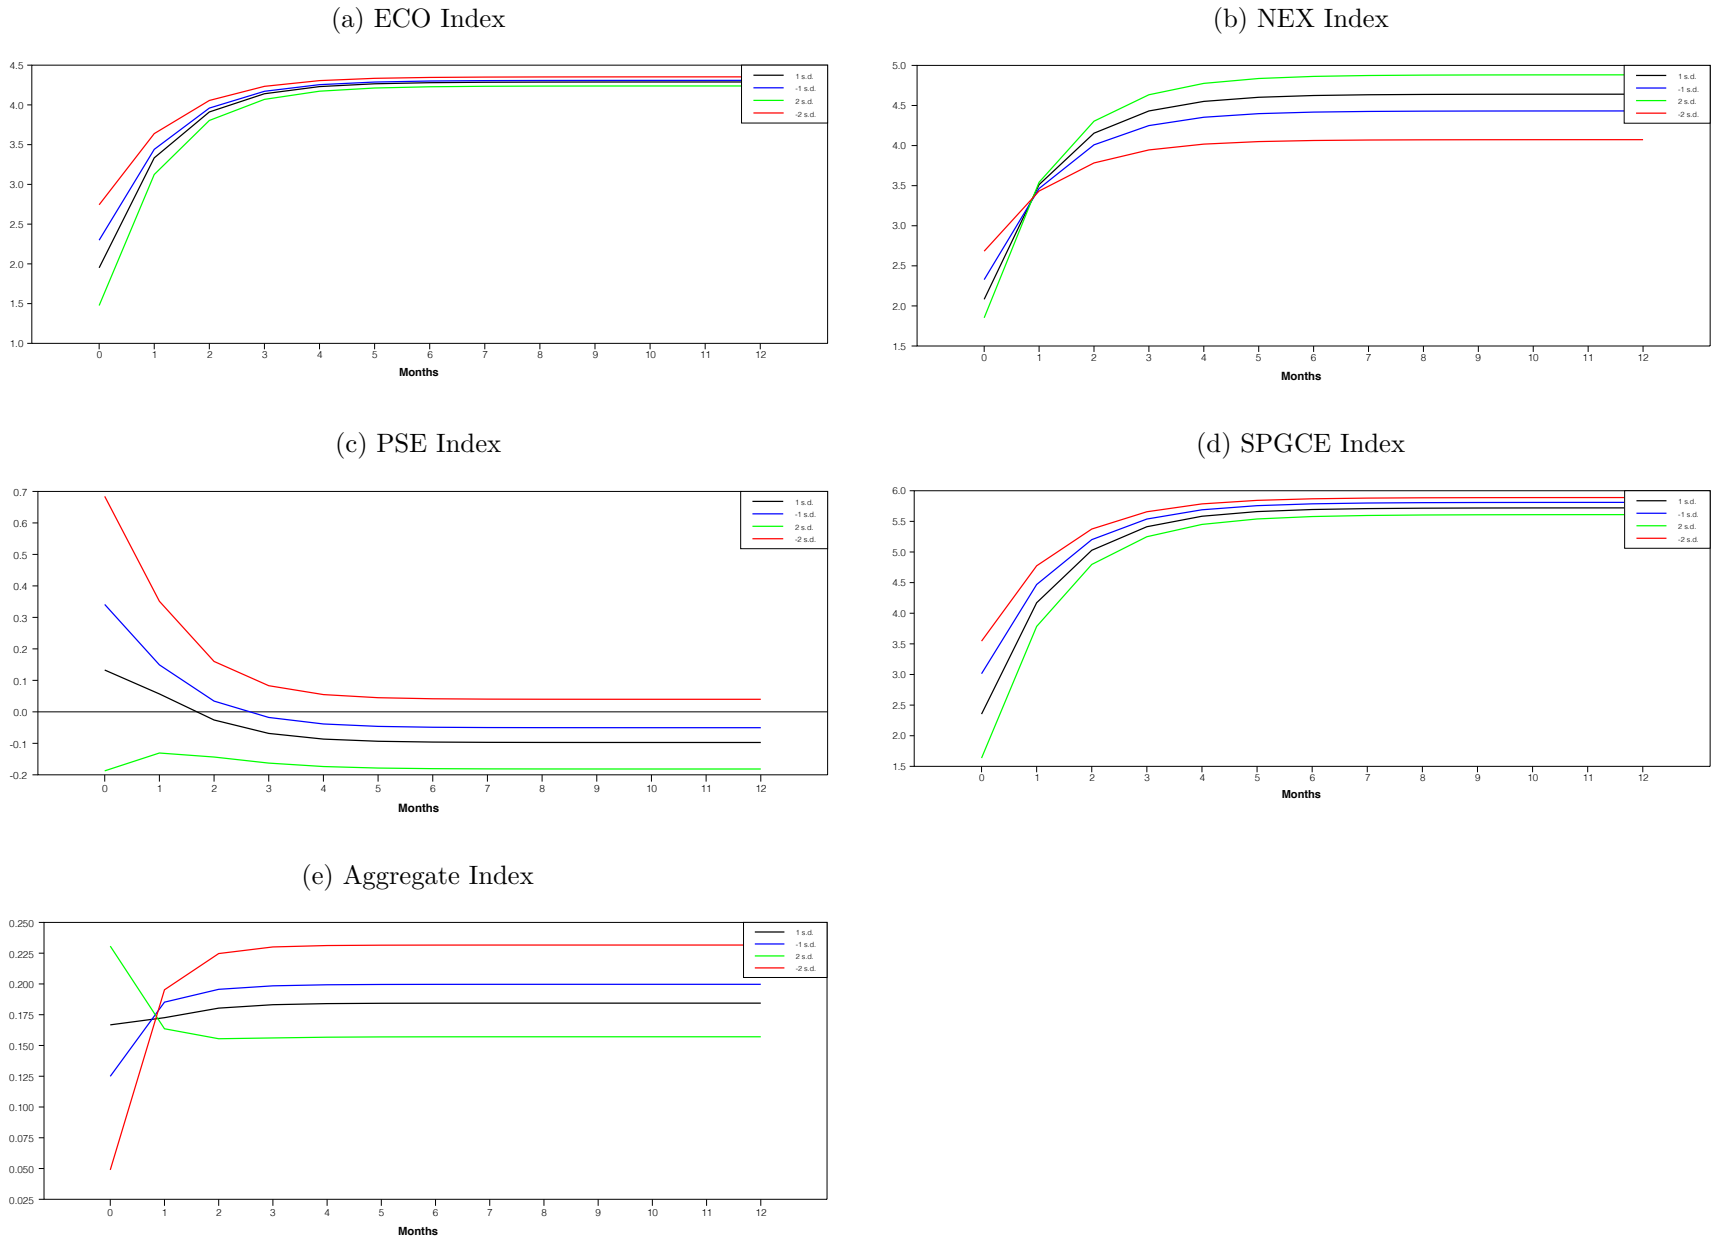 (a) ECO Index
4.5
4.0
3.5
3.0
2.5
2.0
1.5
1.0
1 s.d.
-1 s.d.
2 s.d.
-2 s.d.
0 1 2 3 4 5 6 7 8 9 10 11 12
Months
(b) NEX Index
5.0
4.5
4.0
3.5
3.0
2.5
2.0
1.5
1 s.d.
-1 s.d.
2 s.d.
-2 s.d.
0 1 2 3 4 5 6 7 8 9 10 11 12
Months
(c) PSE Index
0.7
0.6
0.5
0.4
0.3
0.2
0.1
0.0
-0.1
-0.2
1 s.d.
-1 s.d.
2 s.d.
-2 s.d.
0 1 2 3 4 5 6 7 8 9 10 11 12
Months
(d) SPGCE Index
6.0
5.5
5.0
4.5
4.0
3.5
3.0
2.5
2.0
1.5
1 s.d.
-1 s.d.
2 s.d.
-2 s.d.
0 1 2 3 4 5 6 7 8 9 10 11 12
Months
(e) Aggregate Index
0.250
0.225
0.200
0.175
0.150
0.125
0.100
0.075
0.050
0.025
1 s.d.
-1 s.d.
2 s.d.
-2 s.d.
0 1 2 3 4 5 6 7 8 9 10 11 12
Months